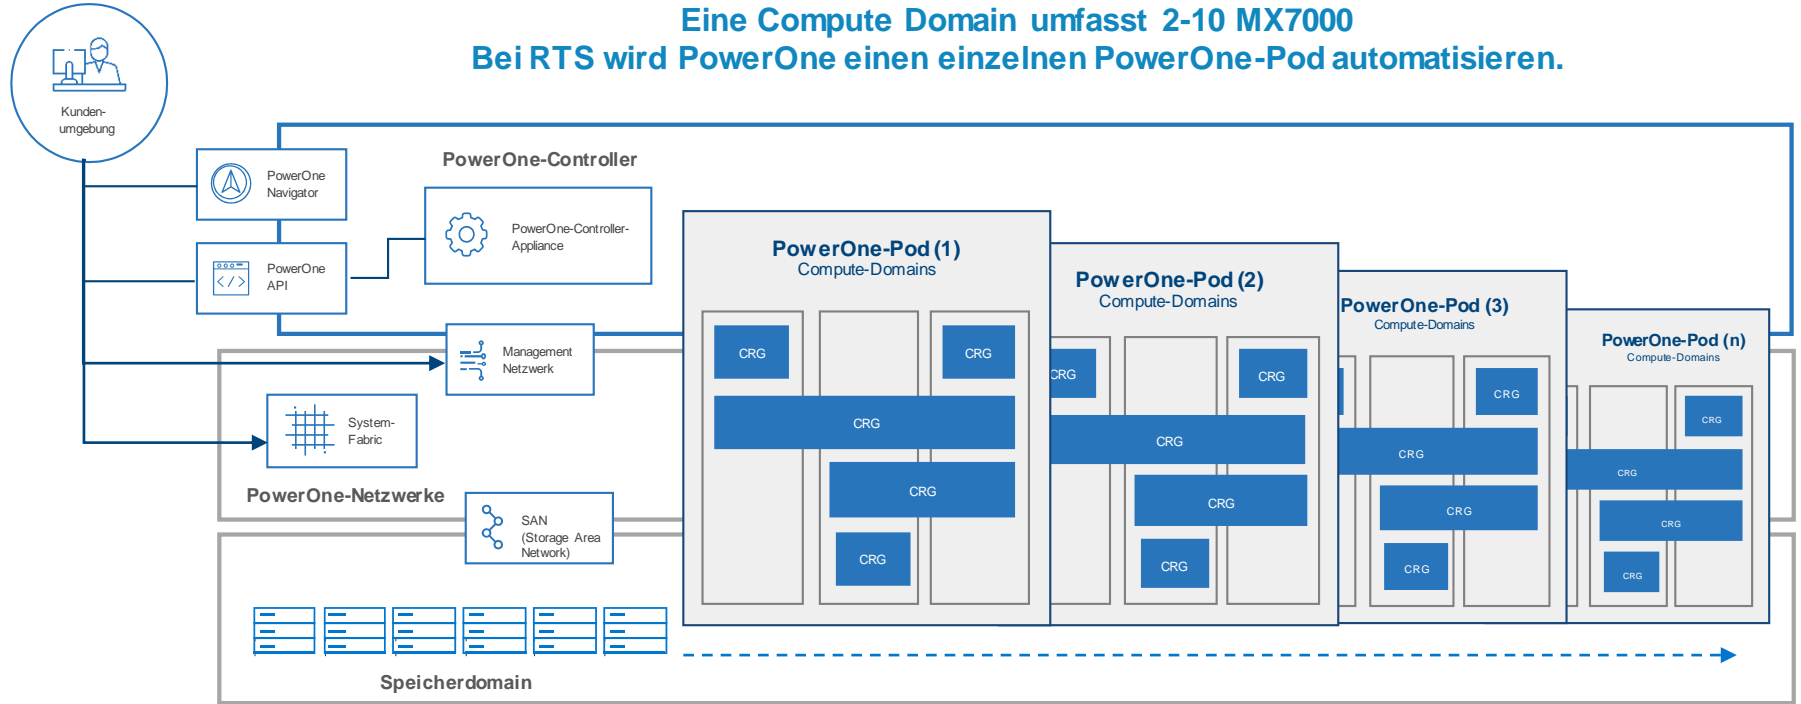 Eine Compute Domain umfasst 2-10 MX7000
Bei RTS wird PowerOne einen einzelnen PowerOne-Pod automatisieren.
Kunden-
umgebung
PowerOne
Navigator
PowerOne-Controller
PowerOne-Controller-
Appliance
PowerOne
API
Management
Netzwerk
System-
Fabric
PowerOne-Netzwerke
SAN
(Storage Area
Network)
Speicherdomain
PowerOne-Pod (1)
Compute-Domains
CRG
CRG
CRG
CRG
CRG
PowerOne-Pod (2)
Compute-Domains
CRG
CRG
CRG
CRG
CRG
PowerOne-Pod (3)
Compute-Domains
CRG
CRG
CRG
CRG
PowerOne-Pod (n)
Compute-Domains
CRG
CRG
CRG
CRG